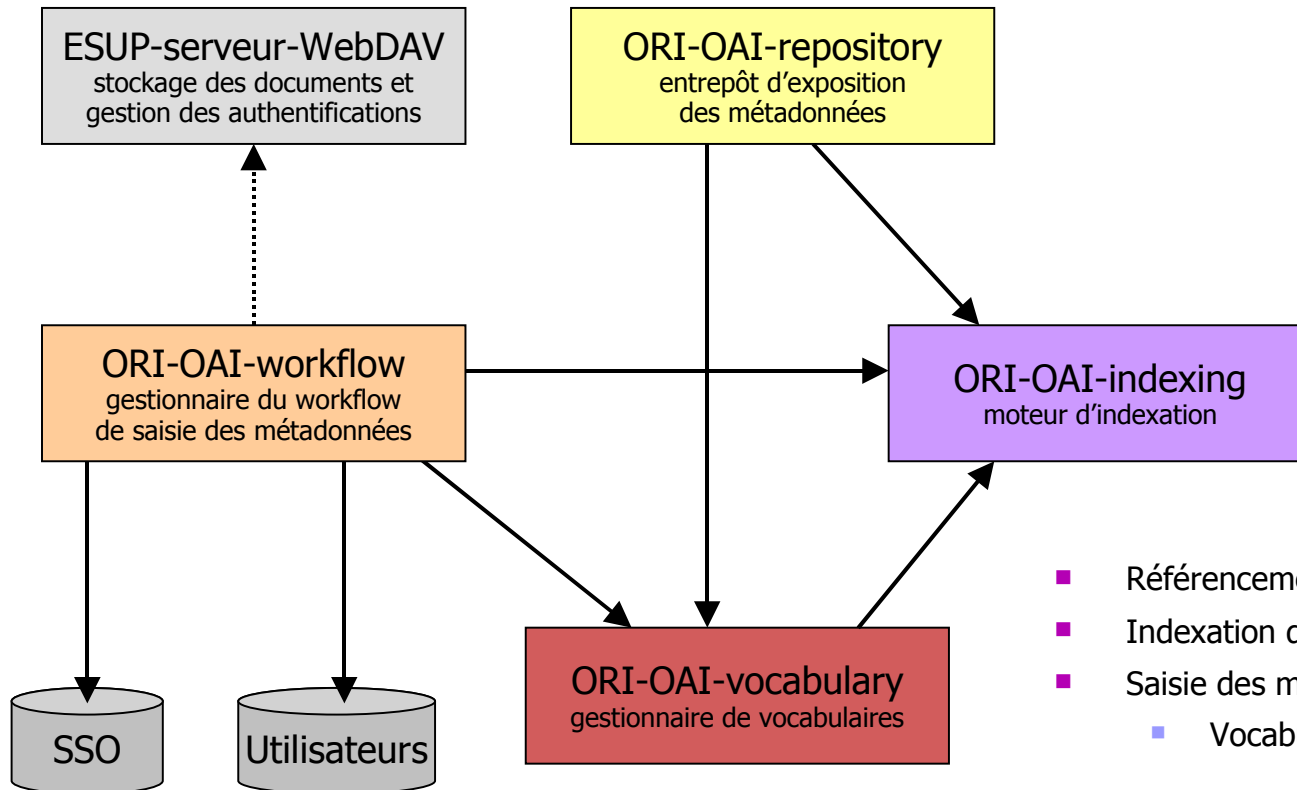 ESUP-serveur-WebDAV
stockage des documents et
gestion des authentifications
ORI-OAI-repository
entrepôt d’exposition
des métadonnées
ORI-OAI-workflow
gestionnaire du workflow
de saisie des métadonnées
ORI-OAI-indexing
moteur d’indexation
ORI-OAI-vocabulary
gestionnaire de vocabulaires
SSO
Utilisateurs
Indexation
Saisie des